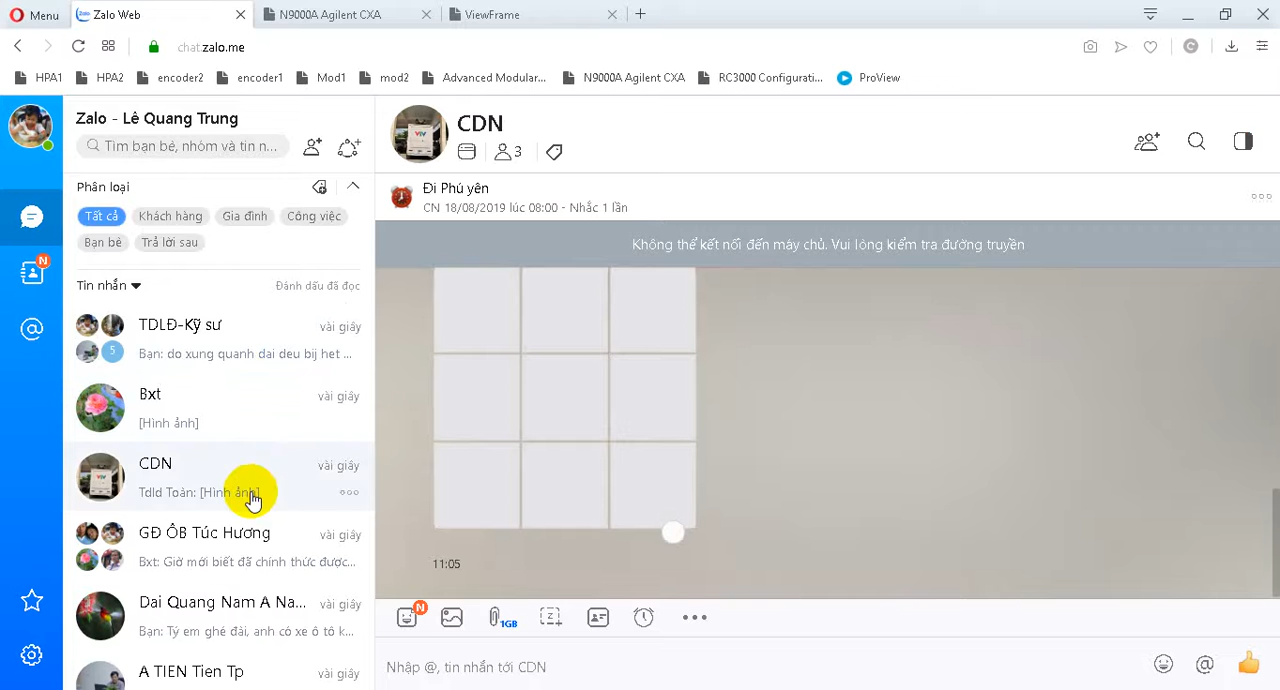 Menu
Zalo Web
N9000A Agilent CXA
ViewFrame
chat.zalo.me
HPA1
HPA2
encoder2
encoder1
Mod1
mod2
Advanced Modular...
N9000A Agilent CXA
RC3000 Configurati...
ProView
Zalo - Lê Quang Trung
Tìm bạn bé, nhóm và tin n...
Phân loại
Tất cả
Khách hàng
Gia đình
Công việc
Bạn bè
Trả lời sau
Tin nhắn
Đánh dấu đã đọc
TDLĐ-Kỹ sư
vài giây
5
Bạn: do xung quanh dai deu bij het ...
Bxt
vài giây
[Hình ảnh]
CDN
vài giây
Tdld Toàn: [Hình ảnh]
GĐ ÔB Túc Hương
vài giây
Bxt: Giờ mới biết đã chính thức được...
Dai Quang Nam A Na...
vài giây
Bạn: Tý em ghé đài, anh có xe ô tô k...
A TIEN Tien Tp
vài giây
N
CDN
VTV
3
Đi Phú yên
CN 18/08/2019 lúc 08:00 - Nhắc 1 lần
Không thể kết nối đến máy chủ. Vui lòng kiểm tra đường truyền
11:05
N
1GB
Nhập @, tin nhắn tới CDN